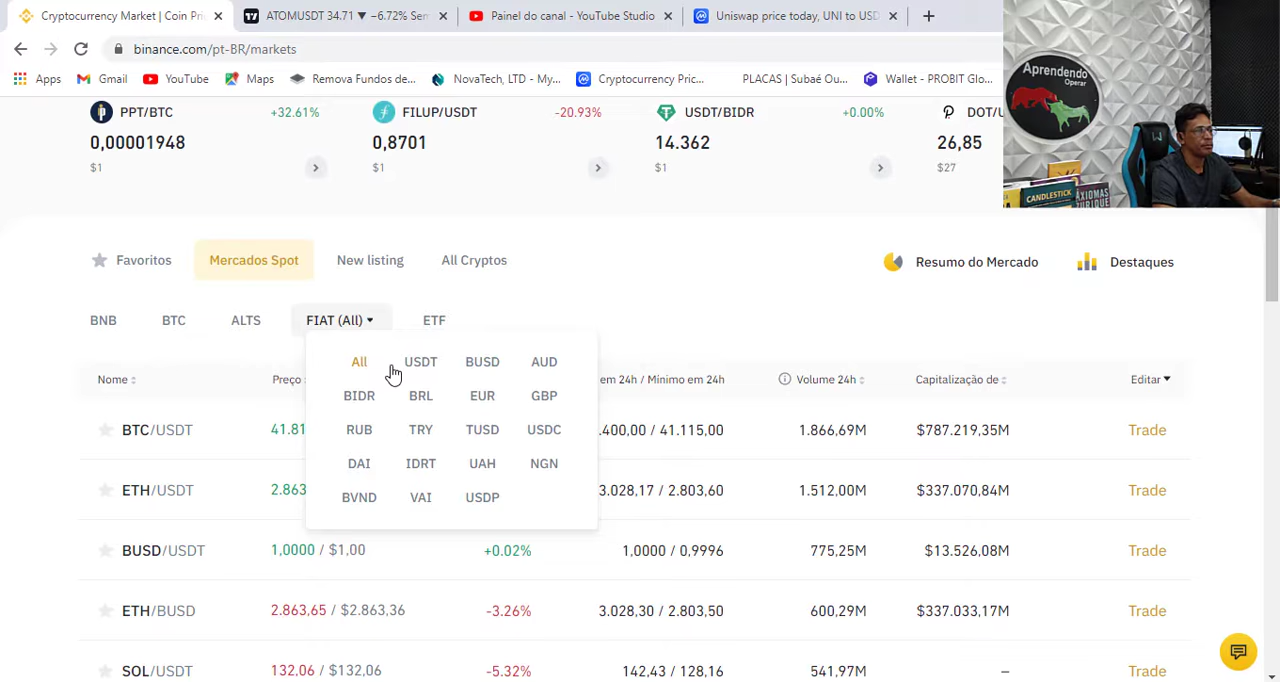 Cryptocurrency Market | Coin Pri
ATOMUSDT 34.71 ▼ −6.72% Sem
Painel do canal - YouTube Studio
Uniswap price today, UNI to USD
binance.com/pt-BR/markets
Apps
Gmail
YouTube
Maps
Remova Fundos de...
NovaTech, LTD - My...
Cryptocurrency Pric...
PLACAS | Subaé Ou...
Wallet - PROBIT Glo...
Aprendendo
Operar
CANDLESTICK
AXIOMAS
ZURIQUE
PPT/BTC +32.61%
0,00001948
$1
FILUP/USDT -20.93%
0,8701
$1
USDT/BIDR +0.00%
14.362
$1
DOT/U
26,85
$27
Favoritos
Mercados Spot
New listing
All Cryptos
Resumo do Mercado
Destaques
BNB
BTC
ALTS
FIAT (All)
ETF
All USDT BUSD AUD
BIDR BRL EUR GBP
RUB TRY TUSD USDC
DAI IDRT UAH NGN
BVND VAI USDP
Nome
Preço
em 24h / Mínimo em 24h
Volume 24h
Capitalização de
Editar
BTC/USDT 41.81 .400,00 / 41.115,00 1.866,69M $787.219,35M Trade
ETH/USDT 2.863 3.028,17 / 2.803,60 1.512,00M $337.070,84M Trade
BUSD/USDT 1,0000 / $1,00 +0.02% 1,0000 / 0,9996 775,25M $13.526,08M Trade
ETH/BUSD 2.863,65 / $2.863,36 -3.26% 3.028,30 / 2.803,50 600,29M $337.033,17M Trade
SOL/USDT 132,06 / $132,06 -5.32% 142,43 / 128,16 541,97M – Trade